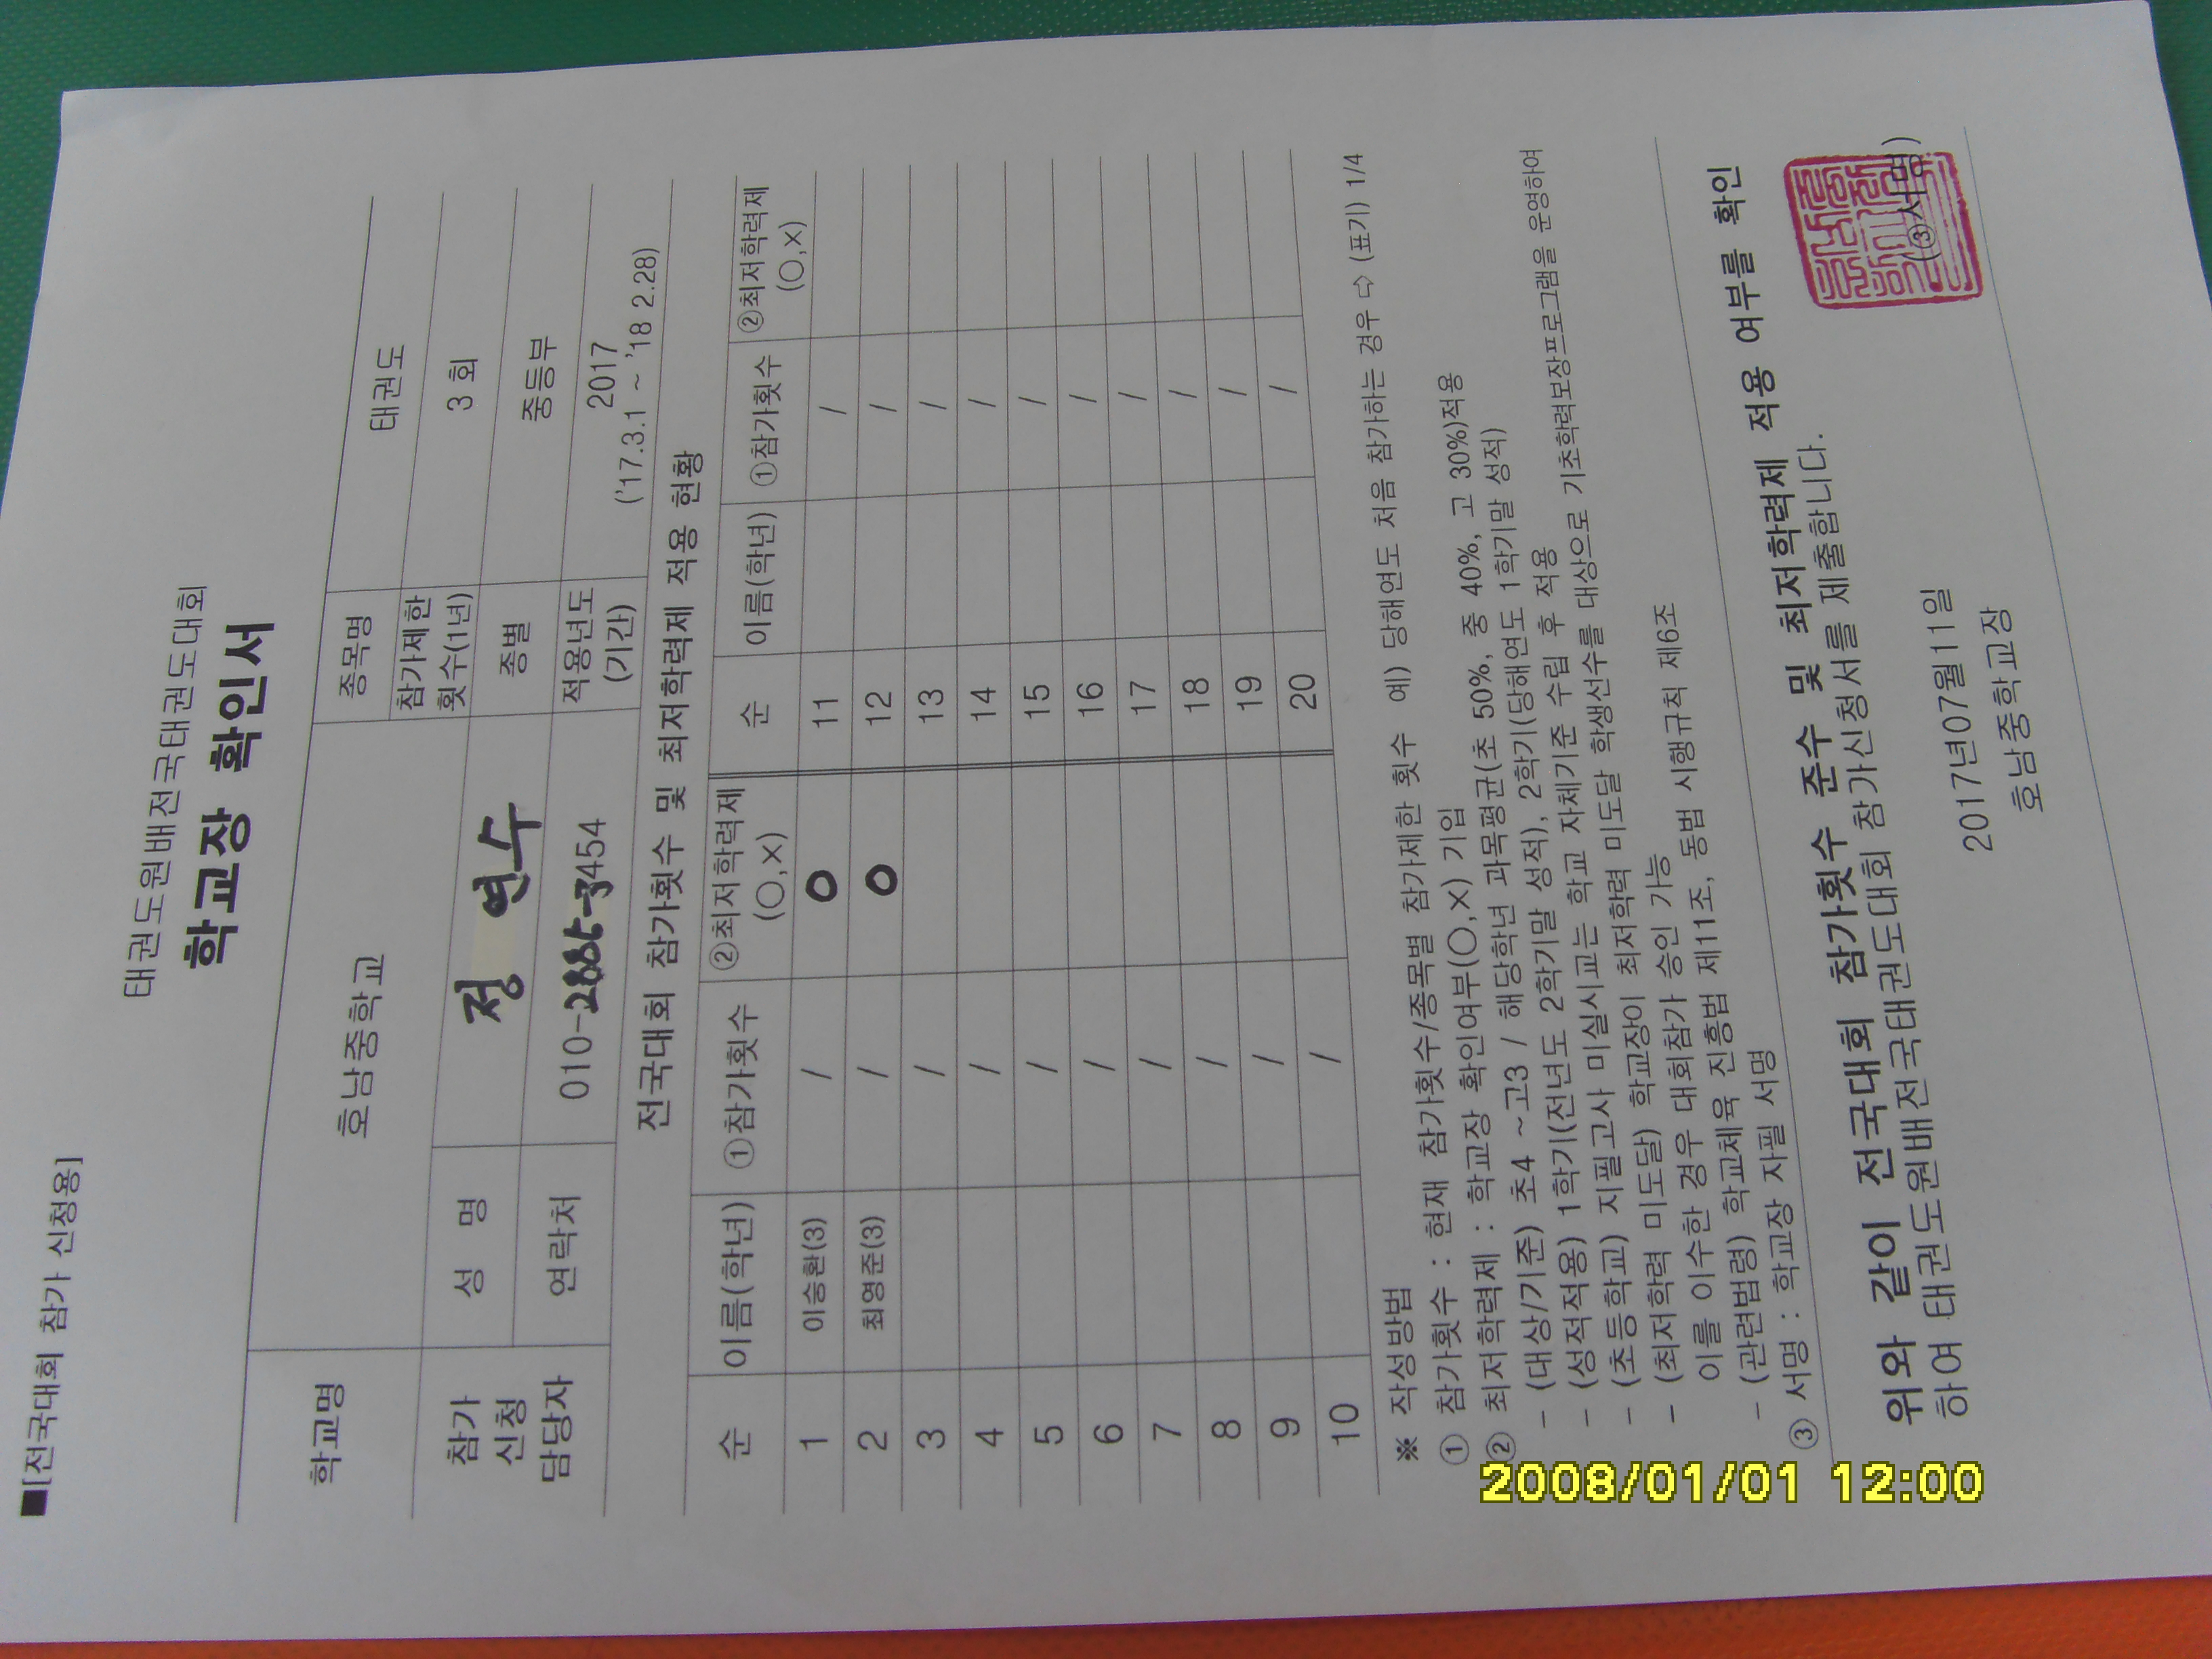 ■[전국대회 참가 신청용]
태권도원배전국태권도대회
학교장 확인서
학교명 호남중학교 종목명 태권도
참가제한 횟수(1년) 3 회
참가 신청 담당자 성 명 정 연수 종별 중등부
연락처 010- -3454 적용년도 (기간) 2017 ('17.3.1 ~ '18 2.28)
전국대회 참가횟수 및 최저학력제 적용 현황
순 이름(학년) ①참가횟수 ②최저학력제 (○,×) 순 이름(학년) ①참가횟수 ②최저학력제 (○,×)
1 이승환(3) / O 11 /
2 최영준(3) / O 12 /
3 / 13 /
4 / 14 /
5 / 15 /
6 / 16 /
7 / 17 /
8 / 18 /
9 / 19 /
10 / 20 /
※ 작성방법
① 참가횟수 : 현재 참가횟수/종목별 참가제한 횟수 예) 당해연도 처음 참가하는 경우 ⇨ (표기) 1/4
② 최저학력제 : 학교장 확인여부(○,×) 기입
- (대상/기준) 초4 ~고3 / 해당학년 과목평균(초 50%, 중 40%, 고 30%)적용
- (성적적용) 1학기(전년도 2학기말 성적), 2학기(당해연도 1학기말 성적)
- (초등학교) 지필고사 미실시교는 학교 자체기준 수립 후 적용
- (최저학력 미도달) 학교장이 최저학력 미도달 학생선수를 대상으로 기초학력보장프로그램을 운영하여
이를 이수한 경우 대회참가 승인 가능
- (관련법령) 학교체육 진흥법 제11조, 동법 시행규칙 제6조
③ 서명 : 학교장 자필 서명
위와 같이 전국대회 참가횟수 준수 및 최저학력제 적용 여부를 확인
하여 태권도원배전국태권도대회 참가신청서를 제출합니다.
2017년07월11일
호남중학교장 (③서명)
2008/01/01 12:00